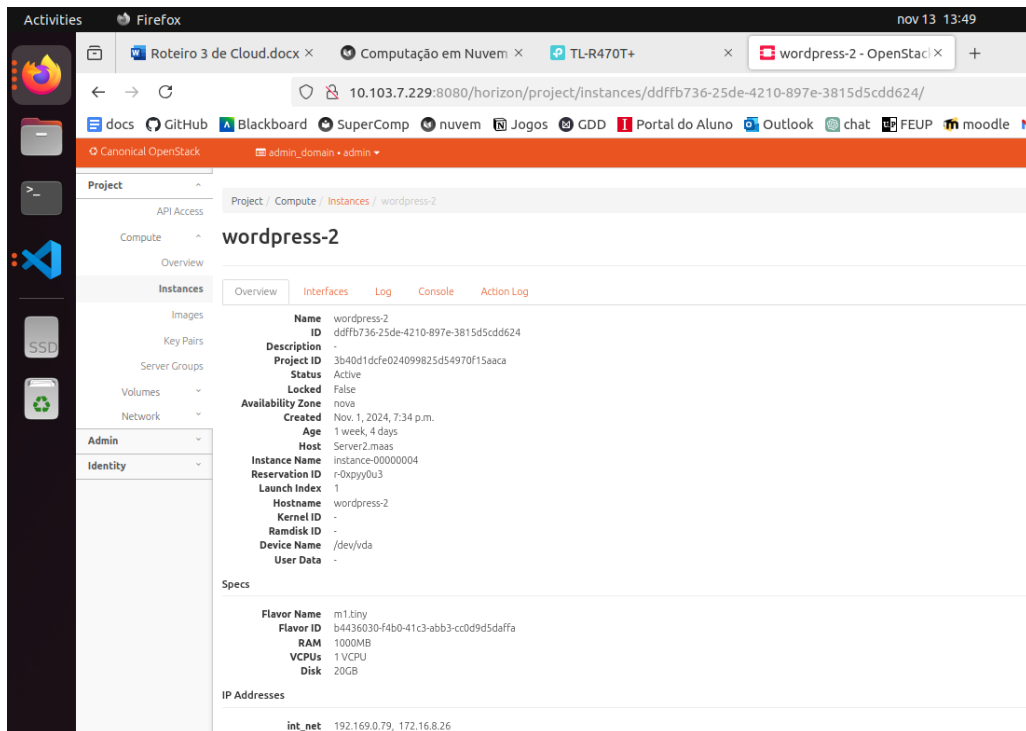 Activities Firefox nov 13 13:49
Roteiro 3 de Cloud.docx × Computação em Nuvem × TL-R470T+ × wordpress-2 - OpenStac × +
10.103.7.229:8080/horizon/project/instances/ddffb736-25de-4210-897e-3815d5cdd624/
docs GitHub Blackboard SuperComp nuvem Jogos GDD Portal do Aluno Outlook chat FEUP moodle
Canonical OpenStack admin_domain • admin
Project
API Access
Compute
Overview
Instances
Images
Key Pairs
Server Groups
Volumes
Network
Admin
Identity
SSD
Project / Compute / Instances / wordpress-2
wordpress-2
Overview Interfaces Log Console Action Log
Name wordpress-2
ID ddffb736-25de-4210-897e-3815d5cdd624
Description -
Project ID 3b40d1dcfe024099825d54970f15aaca
Status Active
Locked False
Availability Zone nova
Created Nov. 1, 2024, 7:34 p.m.
Age 1 week, 4 days
Host Server2.maas
Instance Name instance-00000004
Reservation ID r-0xpyy0u3
Launch Index 1
Hostname wordpress-2
Kernel ID -
Ramdisk ID -
Device Name /dev/vda
User Data -
Specs
Flavor Name m1.tiny
Flavor ID b4436030-f4b0-41c3-abb3-cc0d9d5daffa
RAM 1000MB
VCPUs 1 VCPU
Disk 20GB
IP Addresses
int_net 192.169.0.79, 172.16.8.26